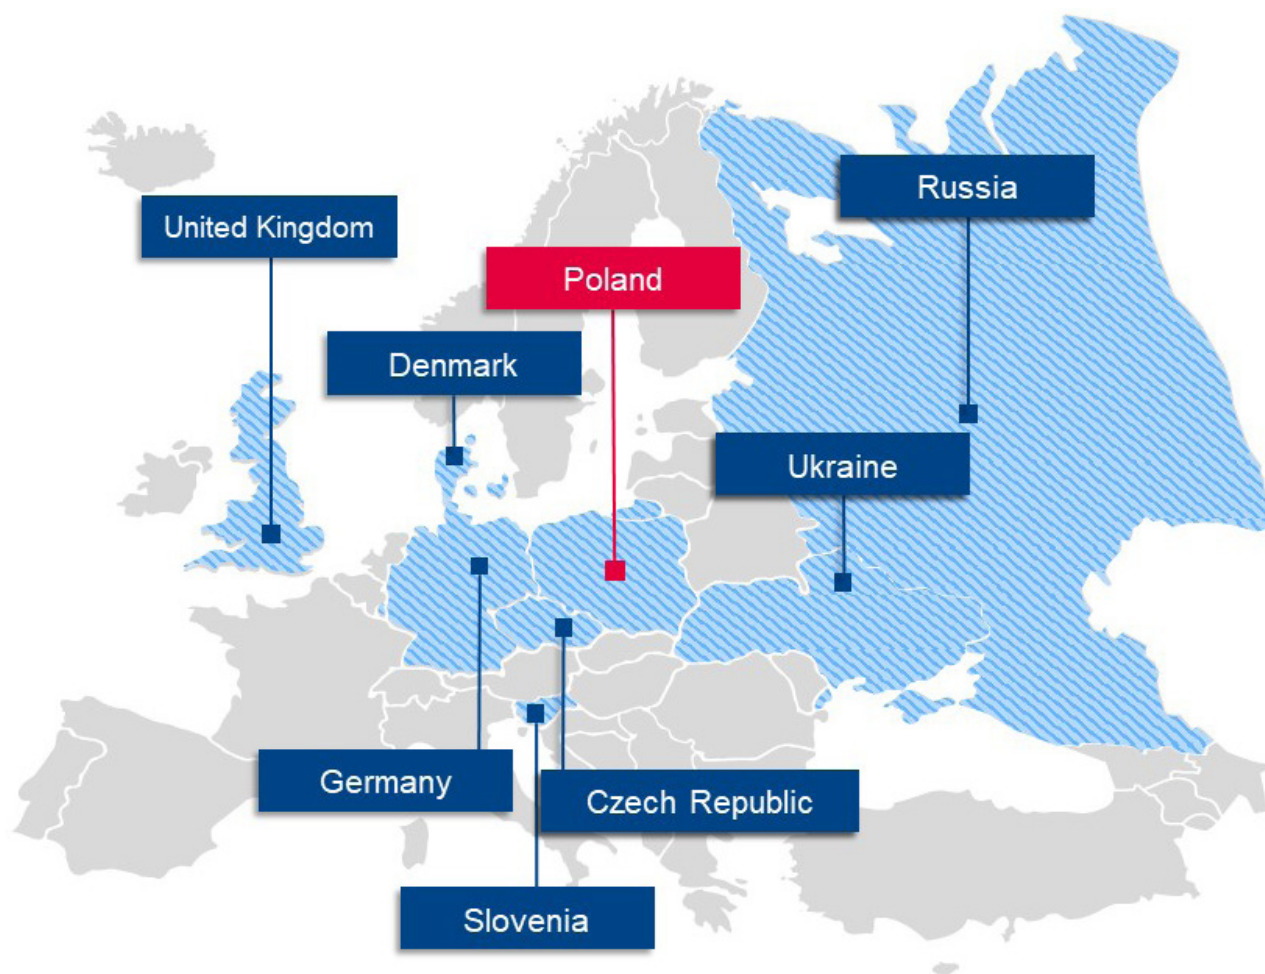 Russia
United Kingdom
Poland
Denmark
Ukraine
Germany
Czech Republic
Slovenia